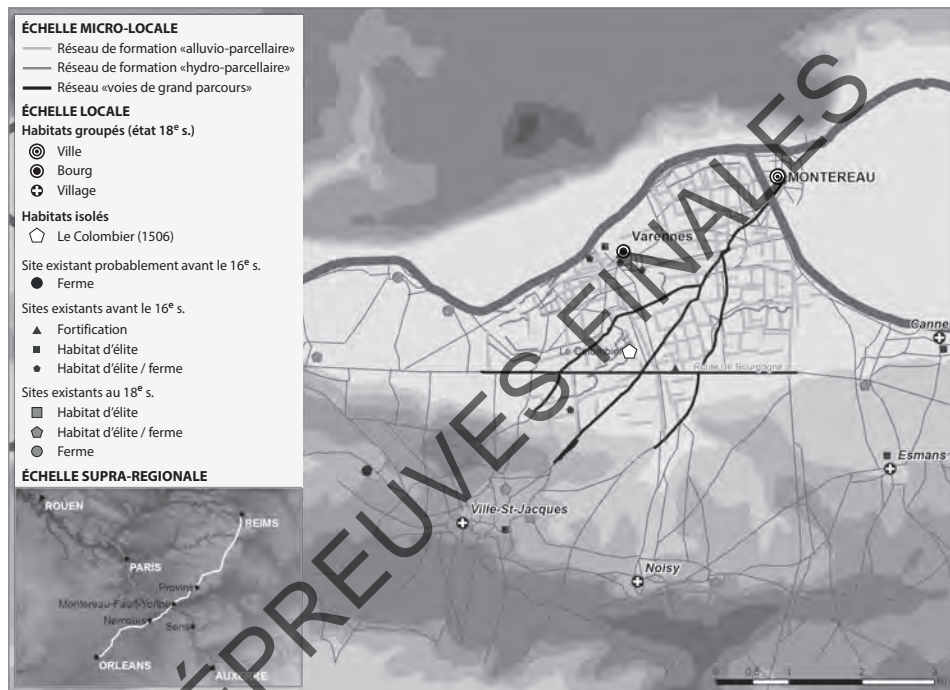 ÉCHELLE MICRO-LOCALE
Réseau de formation «alluvio-parcellaire»
Réseau de formation «hydro-parcellaire»
Réseau «voies de grand parcours»
ÉCHELLE LOCALE
Habitats groupés (état 18e s.)
Ville
Bourg
Village
Habitats isolés
Le Colombier (1506)
Site existant probablement avant le 16e s.
Ferme
Sites existants avant le 16e s.
Fortification
Habitat d'élite
Habitat d'élite / ferme
Sites existants au 18e s.
Habitat d'élite
Habitat d'élite / ferme
Ferme
ÉCHELLE SUPRA-REGIONALE
ROUEN
REIMS
PARIS
Provins
Montereau-Fault-Yonne
Nemours
Sens
ORLEANS
AUXERRE
MONTEREAU
Varennes
Le Colombier
Route de Bourgogne
Canne
Esmans
Ville-St-Jacques
Noisy
0 0,5 1 2 3
ÉPREUVES FINALES